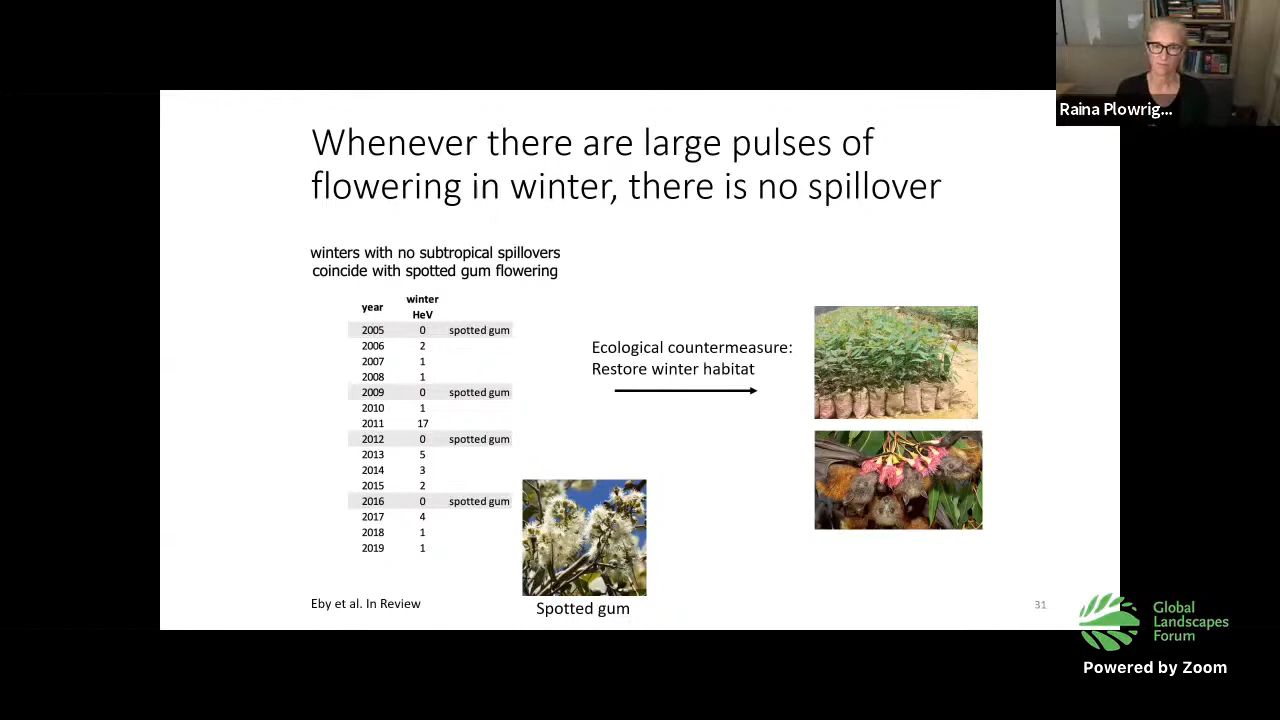 Raina Plowrig...
Whenever there are large pulses of
flowering in winter, there is no spillover
winters with no subtropical spillovers
coincide with spotted gum flowering
year winter HeV
2005 0 spotted gum
2006 2
2007 1
2008 1
2009 0 spotted gum
2010 1
2011 17
2012 0 spotted gum
2013 5
2014 3
2015 2
2016 0 spotted gum
2017 4
2018 1
2019 1
Ecological countermeasure:
Restore winter habitat
Spotted gum
Eby et al. In Review
31
Global
Landscapes
Forum
Powered by Zoom